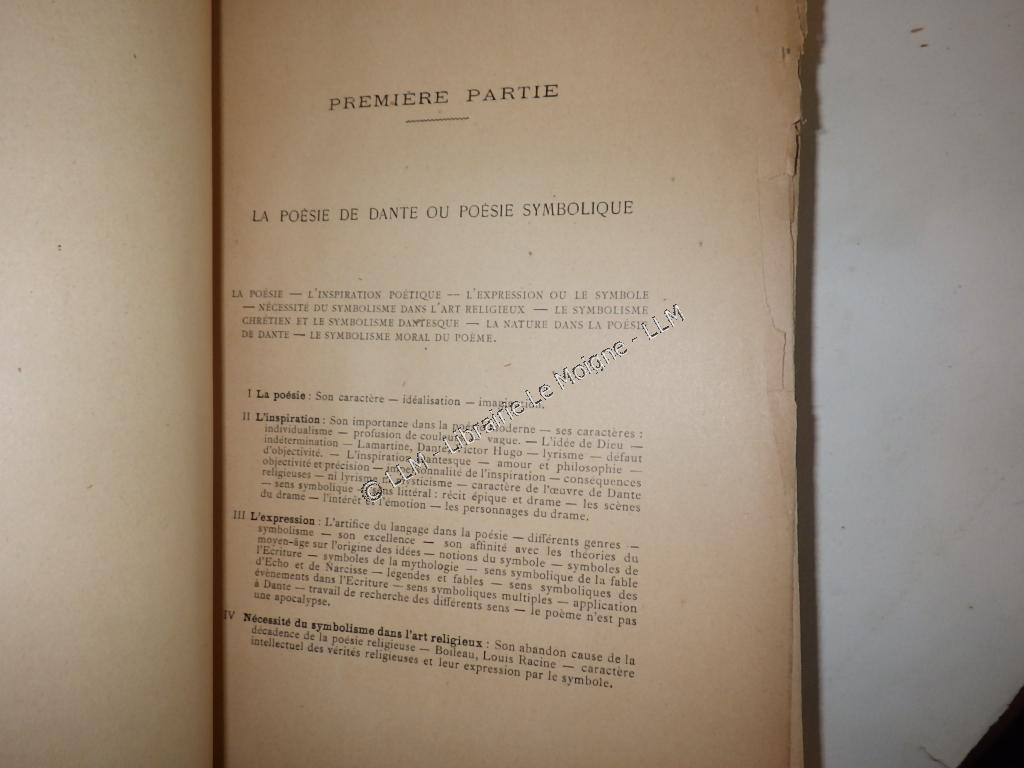 PREMIÈRE PARTIE
LA POÉSIE DE DANTE OU POÉSIE SYMBOLIQUE
LA POÉSIE — L'INSPIRATION POÉTIQUE — L'EXPRESSION OU LE SYMBOLE
— NÉCESSITÉ DU SYMBOLISME DANS L'ART RELIGIEUX — LE SYMBOLISME
CHRÉTIEN ET LE SYMBOLISME DANTESQUE — LA NATURE DANS LA POÉSIE
DE DANTE — LE SYMBOLISME MORAL DU POÈME.
I La poésie : Son caractère — idéalisation — imagination.
II L'inspiration : Son importance dans la poésie moderne — ses caractères :
individualisme — profusion de couleurs — vague. — L'idée de Dieu —
indétermination — Lamartine, Dante, Victor Hugo — lyrisme — défaut
d'objectivité. — L'inspiration dantesque — amour et philosophie —
objectivité et précision — impersonnalité de l'inspiration — conséquences
religieuses — ni lyrisme ni mysticisme — caractère de l'œuvre de Dante
— sens symbolique — sens littéral : récit épique et drame — les scènes
du drame — l'intérêt et l'émotion — les personnages du drame.
III L'expression : L'artifice du langage dans la poésie — différents genres —
symbolisme — son excellence — son affinité avec les théories du
moyen-âge sur l'origine des idées — notions du symbole — symboles de
l'Ecriture — symboles de la mythologie — sens symbolique de la fable
d'Echo et de Narcisse — légendes et fables — sens symboliques des
évènements dans l'Ecriture — sens symboliques multiples — application
à Dante — travail de recherche des différents sens — le poème n'est pas
une apocalypse.
IV Nécessité du symbolisme dans l'art religieux : Son abandon cause de la
décadence de la poésie religieuse — Boileau, Louis Racine — caractère
intellectuel des vérités religieuses et leur expression par le symbole.
© LLM - Librairie Le Moigne - LLM